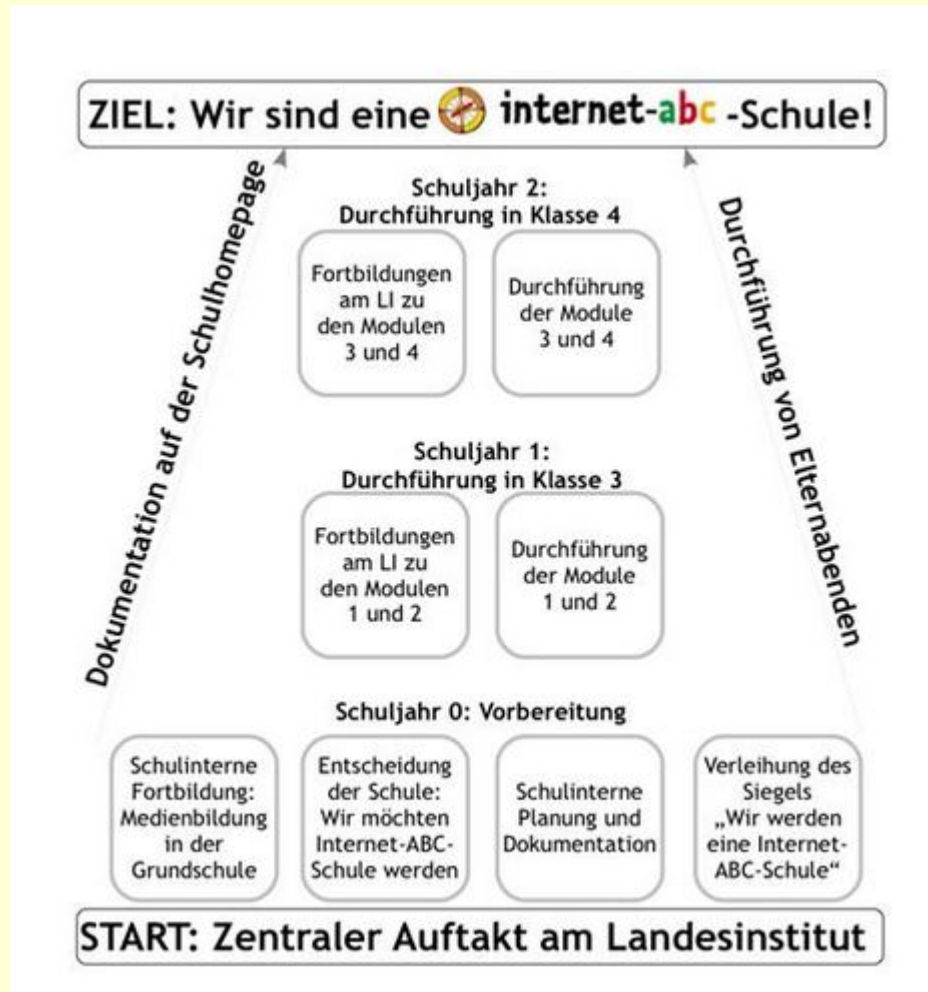 ZIEL: Wir sind eine internet-abc -Schule!
Dokumentation auf der Schulhomepage
Durchführung von Elternabenden
Schuljahr 2:
Durchführung in Klasse 4
Fortbildungen
am LI zu
den Modulen
3 und 4
Durchführung
der Module
3 und 4
Schuljahr 1:
Durchführung in Klasse 3
Fortbildungen
am LI zu
den Modulen
1 und 2
Durchführung
der Module
1 und 2
Schuljahr 0: Vorbereitung
Schulinterne
Fortbildung:
Medienbildung
in der
Grundschule
Entscheidung
der Schule:
Wir möchten
Internet-ABC-
Schule werden
Schulinterne
Planung und
Dokumentation
Verleihung des
Siegels
„Wir werden
eine Internet-
ABC-Schule“
START: Zentraler Auftakt am Landesinstitut